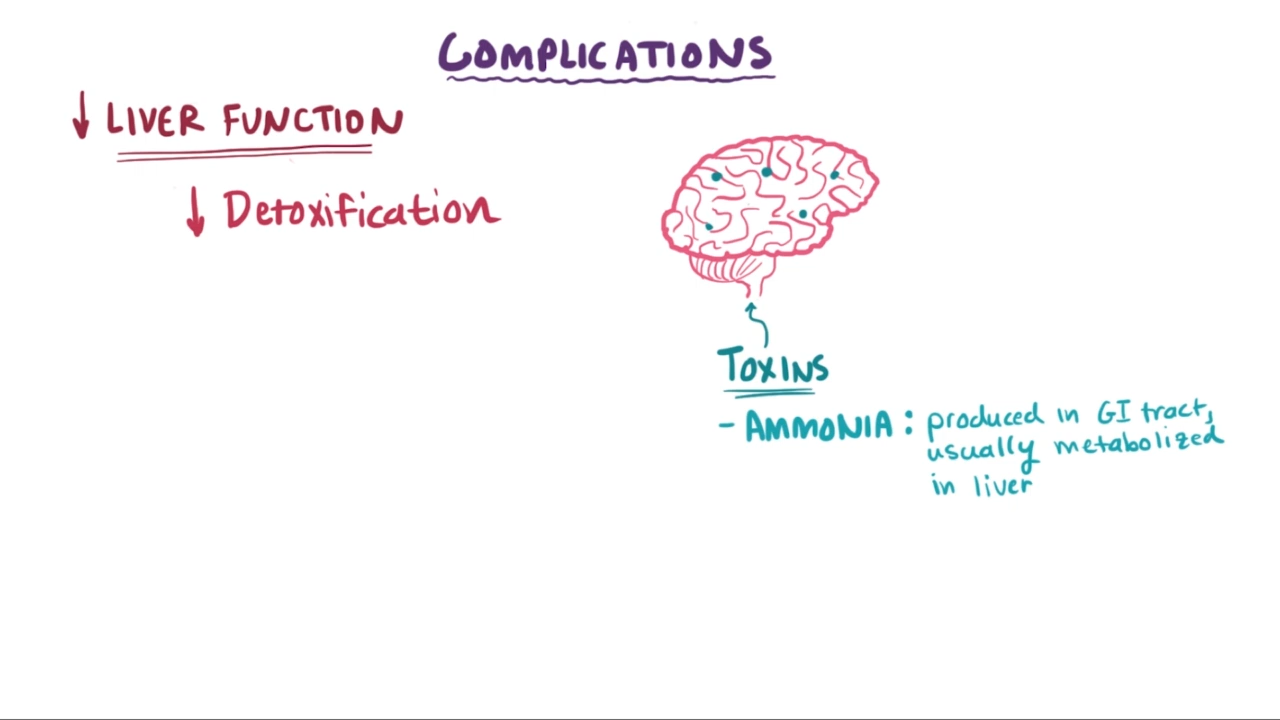 COMPLICATIONS
↓ LIVER FUNCTION
↓ Detoxification
TOXINS
- AMMONIA: produced in GI tract,
usually metabolized
in liver